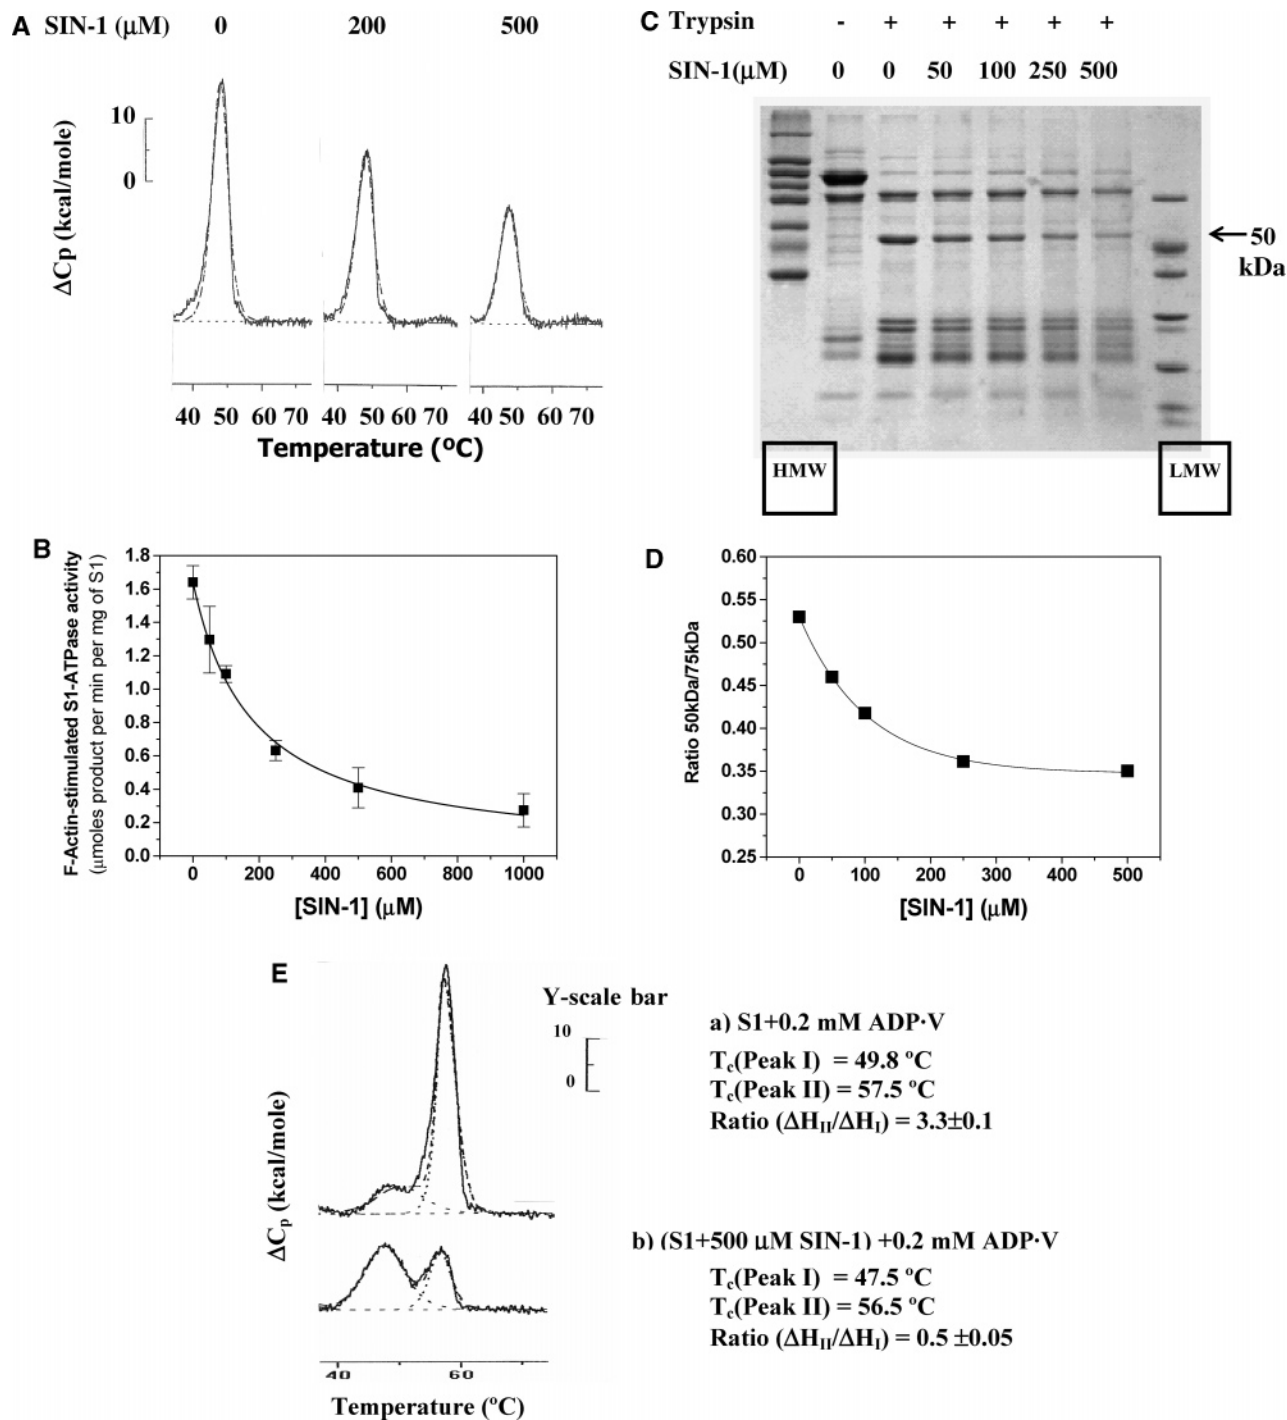 A SIN-1 (μM) 0 200 500
ΔCp (kcal/mole)
10
0
40 50 60 70 40 50 60 70 40 50 60 70
Temperature (ºC)
C Trypsin - + + + + +
SIN-1(μM) 0 0 50 100 250 500
←50
kDa
HMW
LMW
B
F-Actin-stimulated S1-ATPase activity
(μmoles product per min per mg of S1)
1.8
1.6
1.4
1.2
1.0
0.8
0.6
0.4
0.2
0.0
0 200 400 600 800 1000
[SIN-1] (μM)
D
Ratio 50kDa/75kDa
0.60
0.55
0.50
0.45
0.40
0.35
0.30
0.25
0 100 200 300 400 500
[SIN-1] (μM)
E
Y-scale bar
10
0
ΔCp (kcal/mole)
40 60
Temperature (ºC)
a) S1+0.2 mM ADP·V
Tc(Peak I) = 49.8 ºC
Tc(Peak II) = 57.5 ºC
Ratio (ΔHII/ΔHI) = 3.3±0.1
b) (S1+500 μM SIN-1) +0.2 mM ADP·V
Tc(Peak I) = 47.5 ºC
Tc(Peak II) = 56.5 ºC
Ratio (ΔHII/ΔHI) = 0.5 ±0.05